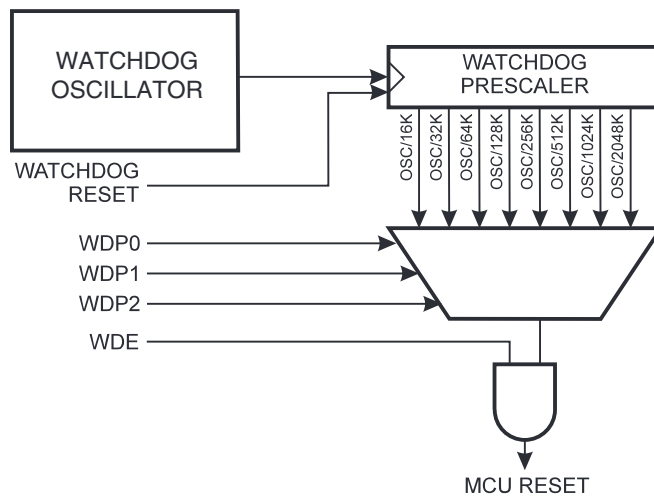 WATCHDOG
OSCILLATOR
WATCHDOG
PRESCALER
OSC/16K
OSC/32K
OSC/64K
OSC/128K
OSC/256K
OSC/512K
OSC/1024K
OSC/2048K
WATCHDOG
RESET
WDP0
WDP1
WDP2
WDE
MCU RESET